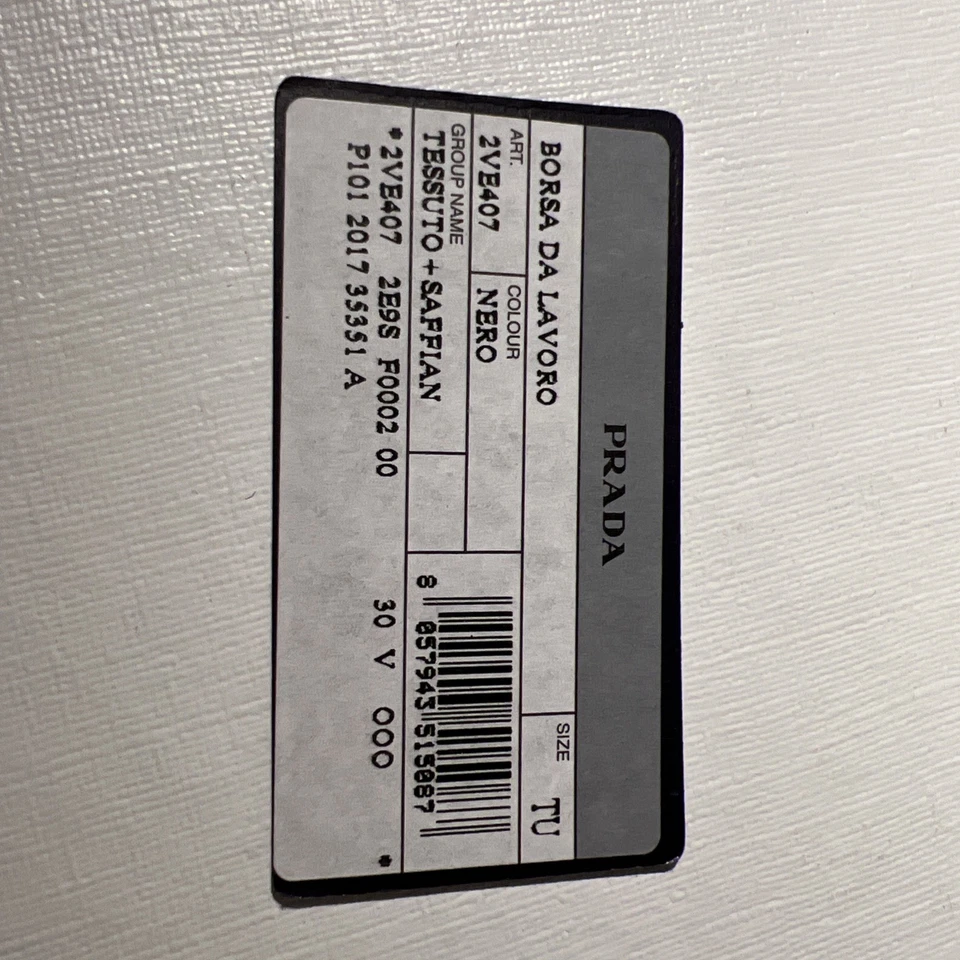 PRADA
BORSA DA LAVORO
SIZE
TU
ART.
2VE407
COLOUR
NERO
GROUP NAME
TESSUTO+SAFFIAN
8 057943 515087
*2VE407 2E9S F0002 00 30 V OOO *
P101 2017 35351 A